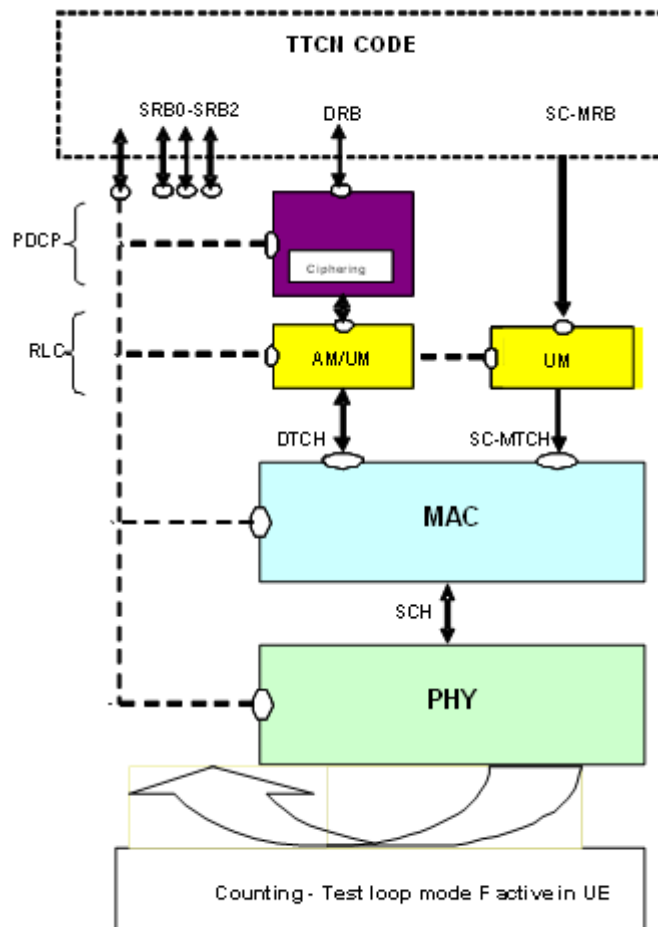 TTCN CODE
SRB0-SRB2
DRB
SC-MRB
PDCP
Ciphering
RLC
AM/UM
UM
DTCH
SC-MTCH
MAC
SCH
PHY
Counting - Test loop mode F active in UE